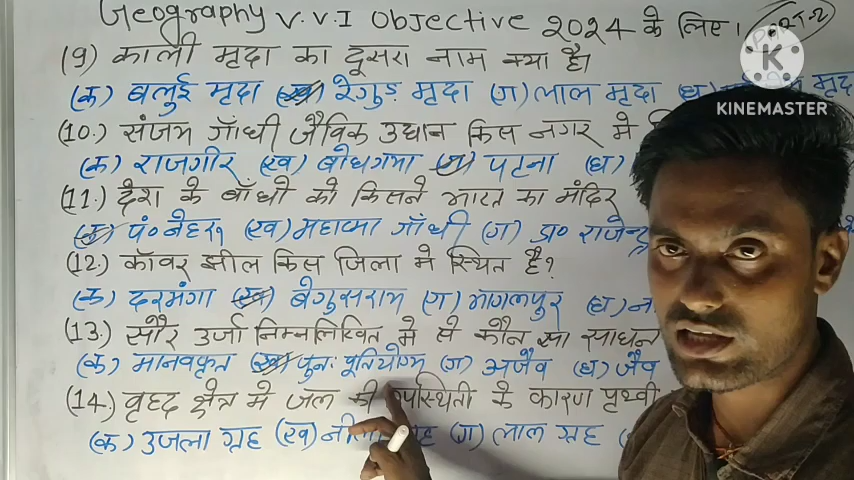 Geography V.V.I Objective 2024 के लिए। PART-2
KINEMASTER
(9) काली मृदा का दूसरा नाम क्या है।
(क) बलुई मृदा (ख) रेगुड़ मृदा (ग) लाल मृदा (घ) मृदा
(10.) संजय गाँधी जैविक उद्यान किस नगर मे
(क) राजगीर (ख) बोधगया (ग) पटना (घ)
(11.) देश के बाँधो को किसने भारत का मंदिर
(क) पं० नेहरु (ख) महात्मा गाँधी (ग) डा० राजेन्द्र
(12.) काँवर झील किस जिला मे स्थित है?
(क) दरभंगा (ख) बेगुसराय (ग) भागलपुर (घ)
(13.) सौर उर्जा निम्नलिखित मे से कौन सा साधन
(क) मानवकृत (ख) पुनः पूर्तियोग्य (ग) अजैव (घ) जैव
(14.) वृहद क्षेत्र मे जल की उपस्थिती के कारण पृथ्वी
(क) उजला ग्रह (ख) नीला ग्रह (ग) लाल ग्रह